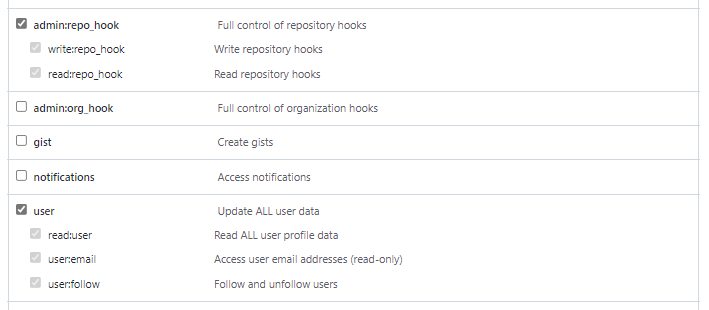 admin:repo_hook Full control of repository hooks
write:repo_hook Write repository hooks
read:repo_hook Read repository hooks
admin:org_hook Full control of organization hooks
gist Create gists
notifications Access notifications
user Update ALL user data
read:user Read ALL user profile data
user:email Access user email addresses (read-only)
user:follow Follow and unfollow users